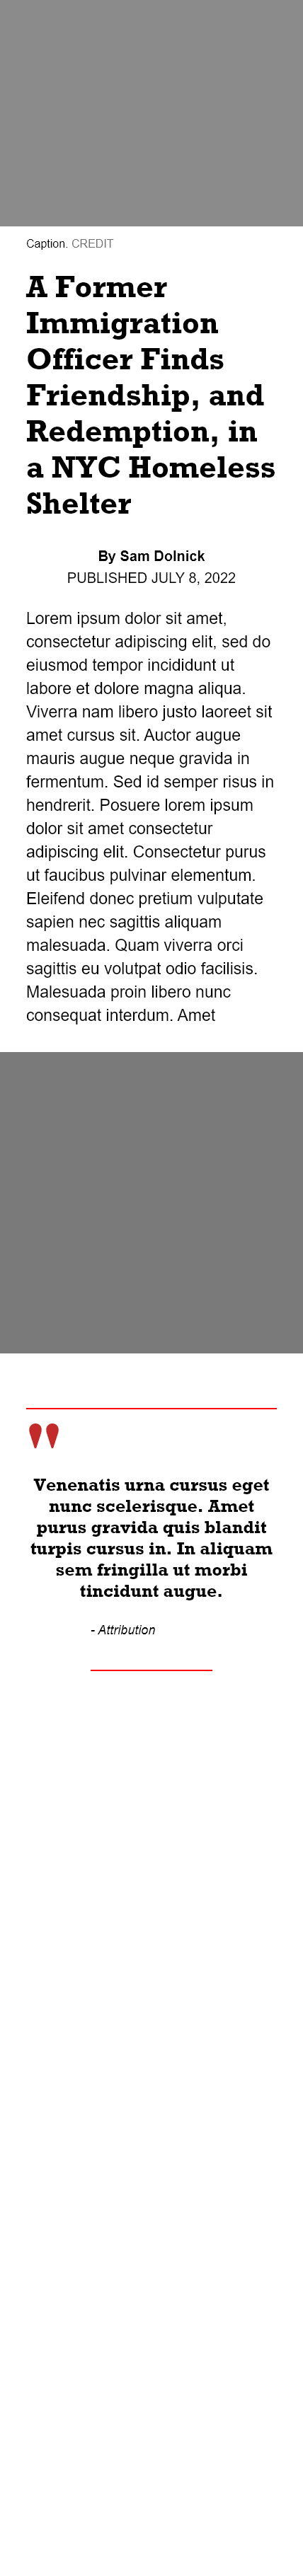 Caption. CREDIT
A Former
Immigration
Officer Finds
Friendship, and
Redemption, in
a NYC Homeless
Shelter
By Sam Dolnick
PUBLISHED JULY 8, 2022
Lorem ipsum dolor sit amet,
consectetur adipiscing elit, sed do
eiusmod tempor incididunt ut
labore et dolore magna aliqua.
Viverra nam libero justo laoreet sit
amet cursus sit. Auctor augue
mauris augue neque gravida in
fermentum. Sed id semper risus in
hendrerit. Posuere lorem ipsum
dolor sit amet consectetur
adipiscing elit. Consectetur purus
ut faucibus pulvinar elementum.
Eleifend donec pretium vulputate
sapien nec sagittis aliquam
malesuada. Quam viverra orci
sagittis eu volutpat odio facilisis.
Malesuada proin libero nunc
consequat interdum. Amet
"
Venenatis urna cursus eget
nunc scelerisque. Amet
purus gravida quis blandit
turpis cursus in. In aliquam
sem fringilla ut morbi
tincidunt augue.
- Attribution